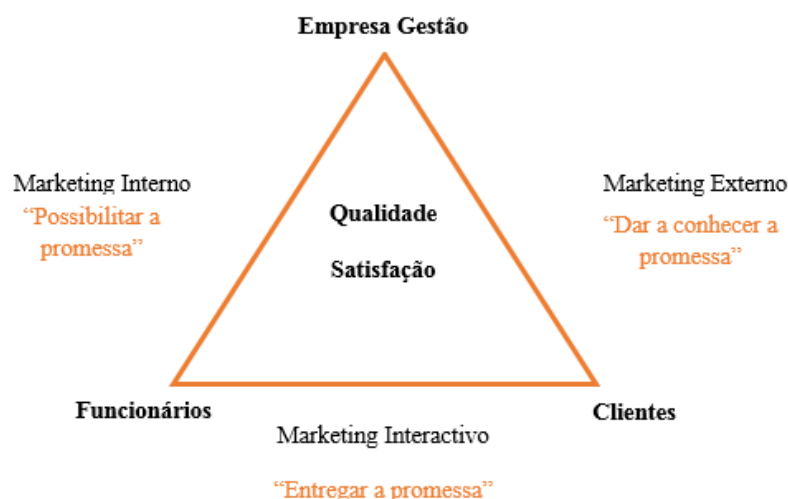 Empresa Gestão
Marketing Interno
“Possibilitar a
promessa”
Marketing Externo
“Dar a conhecer a
promessa”
Qualidade
Satisfação
Funcionários
Clientes
Marketing Interactivo
“Entregar a promessa”